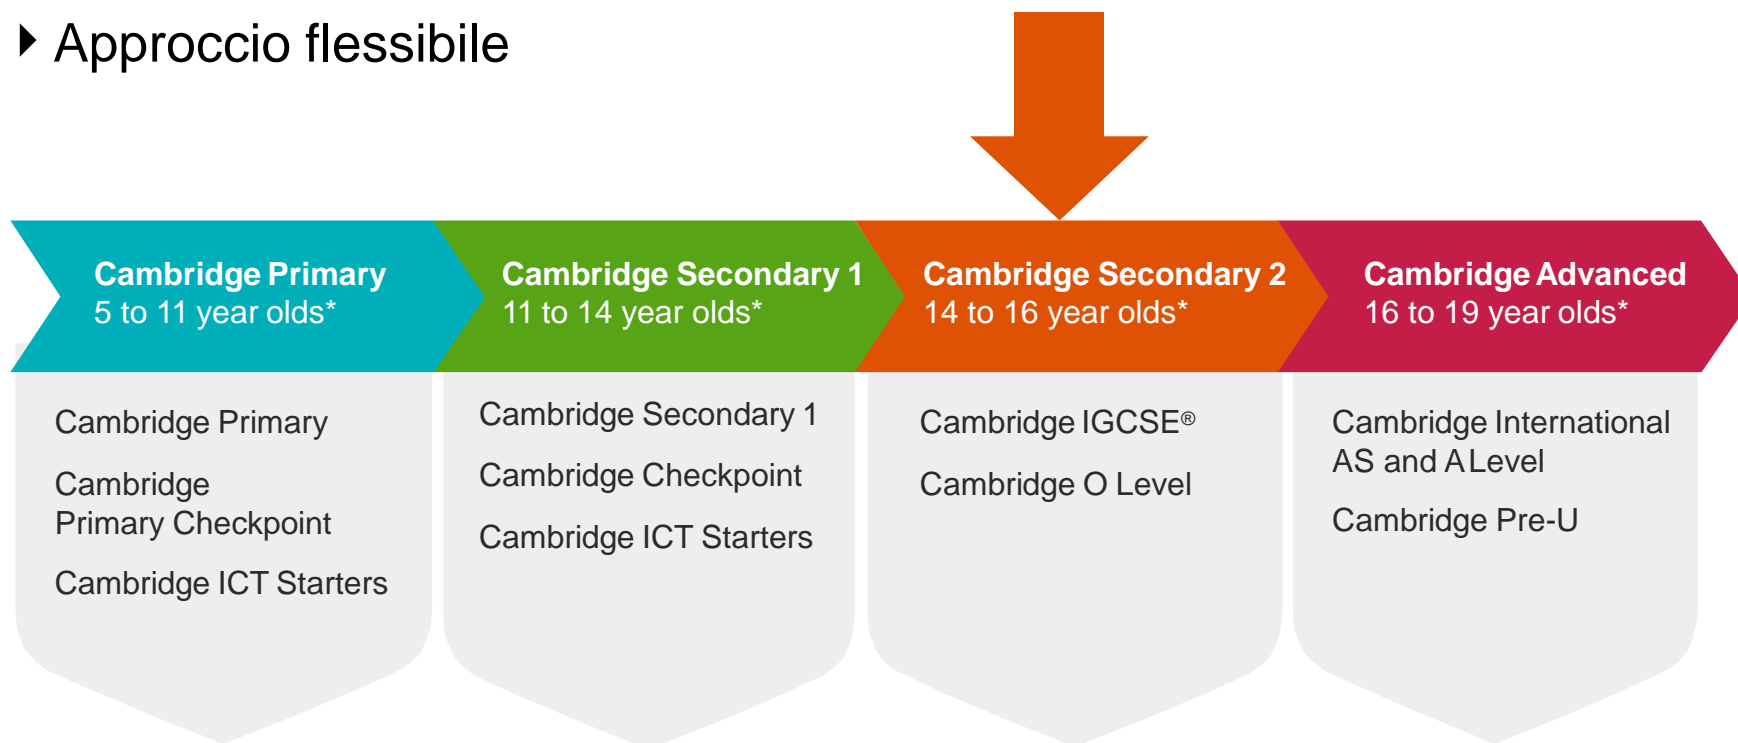 Approccio flessibile
Cambridge Primary
5 to 11 year olds*
Cambridge Secondary 1
11 to 14 year olds*
Cambridge Secondary 2
14 to 16 year olds*
Cambridge Advanced
16 to 19 year olds*
Cambridge Primary
Cambridge
Primary Checkpoint
Cambridge ICT Starters
Cambridge Secondary 1
Cambridge Checkpoint
Cambridge ICT Starters
Cambridge IGCSE®
Cambridge O Level
Cambridge International
AS and A Level
Cambridge Pre-U